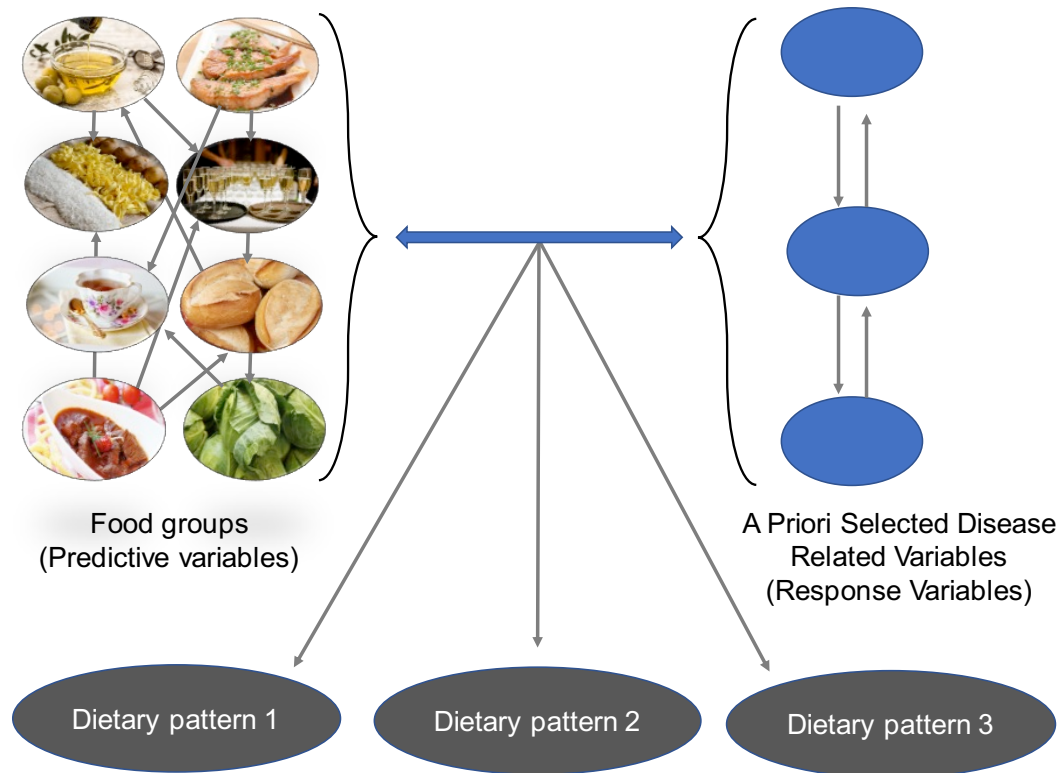 Food groups
(Predictive variables)
A Priori Selected Disease
Related Variables
(Response Variables)
Dietary pattern 1
Dietary pattern 2
Dietary pattern 3